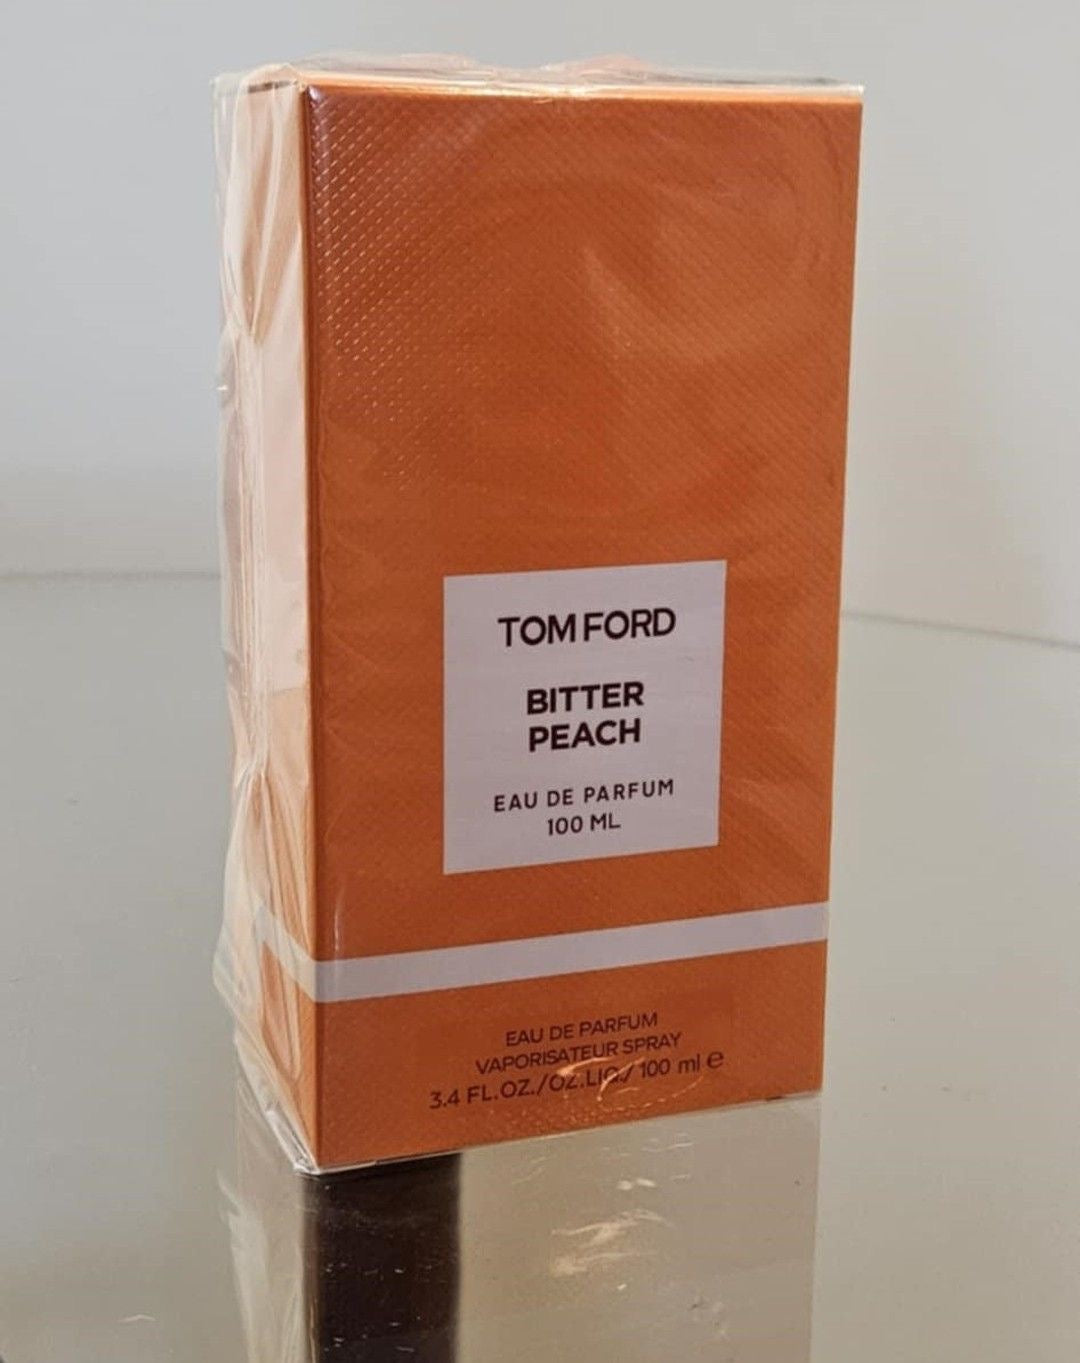 TOM FORD
BITTER
PEACH
EAU DE PARFUM
100 ML
EAU DE PARFUM
VAPORISATEUR SPRAY
3.4 FL.OZ./OZ.LIQ./ 100 ml e